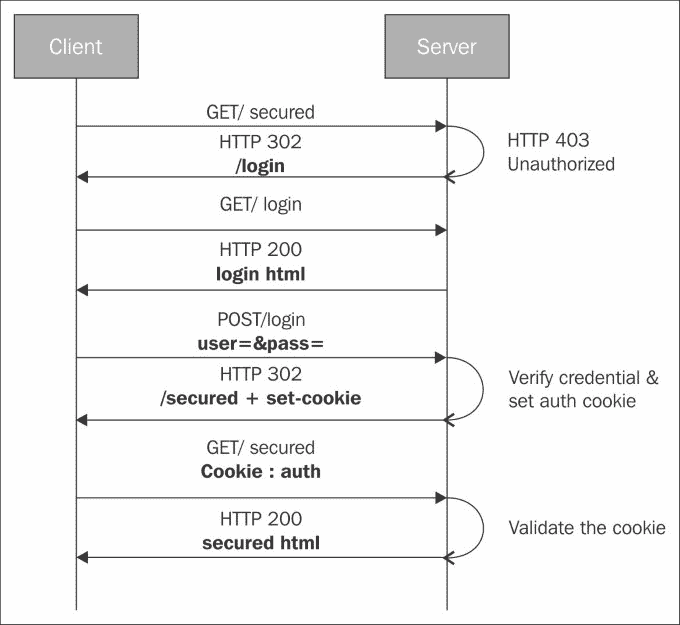 Client
Server
GET/ secured
HTTP 302
/login
HTTP 403
Unauthorized
GET/ login
HTTP 200
login html
POST/login
user=&pass=
HTTP 302
/secured + set-cookie
Verify credential &
set auth cookie
GET/ secured
Cookie : auth
HTTP 200
secured html
Validate the cookie